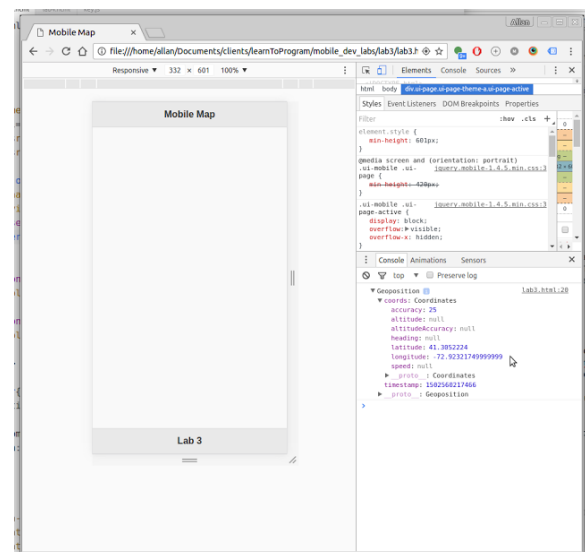 Allan
Mobile Map
file:///home/allan/Documents/clients/learnToProgram/mobile_dev_labs/lab3/lab3.h
Responsive ▼ 332 × 601 100% ▼
Elements Console Sources »
html body div.ui-page.ui-page-theme-a.ui-page-active
Styles Event Listeners DOM Breakpoints Properties
Filter :hov .cls +
element.style {
min-height: 601px;
}
@media screen and (orientation: portrait)
.ui-mobile .ui- jquery.mobile-1.4.5.min.css:3
page {
min-height: 420px;
}
.ui-mobile .ui- jquery.mobile-1.4.5.min.css:3
page-active {
display: block;
overflow:▶visible;
overflow-x: hidden;
}
Mobile Map
Lab 3
Console Animations Sensors
top ▼ Preserve log
▼Geoposition lab3.html:28
▼coords: Coordinates
accuracy: 25
altitude: null
altitudeAccuracy: null
heading: null
latitude: 41.3052224
longitude: -72.92321749999999
speed: null
▶__proto__: Coordinates
timestamp: 1502568217466
▶__proto__: Geoposition